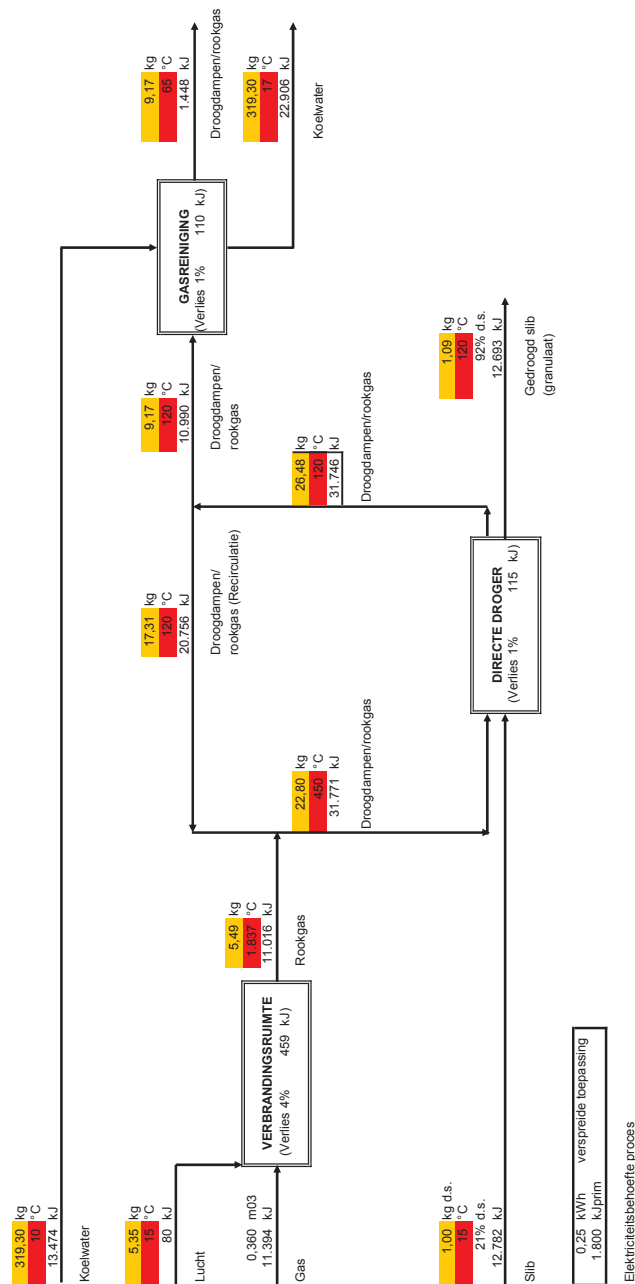 319,30 kg
10 °C
13.474 kJ
Koelwater
5,35 kg
15 °C
80 kJ
Lucht
0,360 m03
11.394 kJ
Gas
VERBRANDINGSRUIMTE
(Verlies 4% 459 kJ)
5,49 kg
1.837 °C
11.016 kJ
Rookgas
22,80 kg
450 °C
31.771 kJ
Droogdampen/rookgas
17,31 kg
120 °C
20.756 kJ
Droogdampen/
rookgas (Recirculatie)
26,48 kg
120 °C
31.746 kJ
Droogdampen/rookgas
9,17 kg
120 °C
10.990 kJ
Droogdampen/
rookgas
GASREINIGING
(Verlies 1% 110 kJ)
9,17 kg
65 °C
1.448 kJ
Droogdampen/rookgas
319,30 kg
17 °C
22.906 kJ
Koelwater
1,00 kg d.s.
15 °C
21% d.s.
12.782 kJ
Slib
DIRECTE DROGER
(Verlies 1% 115 kJ)
1,09 kg
120 °C
92% d.s.
12.693 kJ
Gedroogd slib
(granulaat)
0,25 kWh verspreide toepassing
1.800 kJprim
Elektriciteitsbehoefte proces